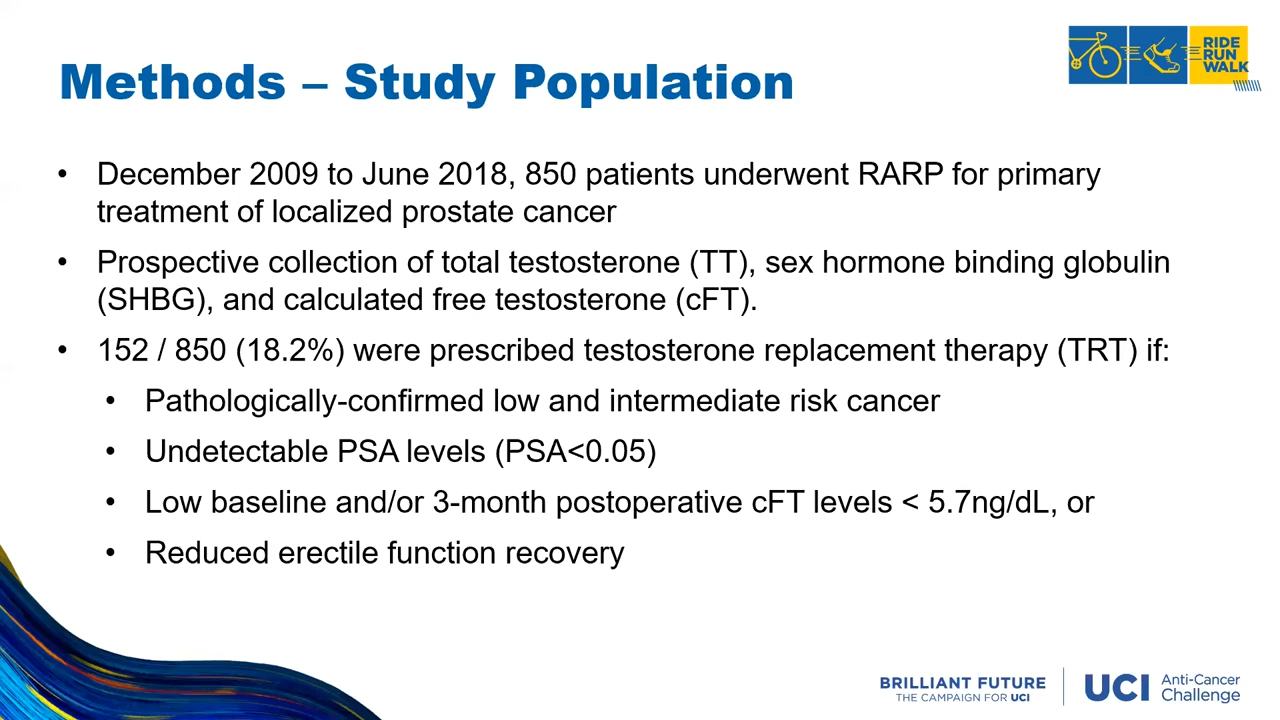 Methods – Study Population
RIDE
RUN
WALK
• December 2009 to June 2018, 850 patients underwent RARP for primary
treatment of localized prostate cancer
• Prospective collection of total testosterone (TT), sex hormone binding globulin
(SHBG), and calculated free testosterone (cFT).
• 152 / 850 (18.2%) were prescribed testosterone replacement therapy (TRT) if:
• Pathologically-confirmed low and intermediate risk cancer
• Undetectable PSA levels (PSA<0.05)
• Low baseline and/or 3-month postoperative cFT levels < 5.7ng/dL, or
• Reduced erectile function recovery
BRILLIANT FUTURE
THE CAMPAIGN FOR UCI
UCI Anti-Cancer
Challenge